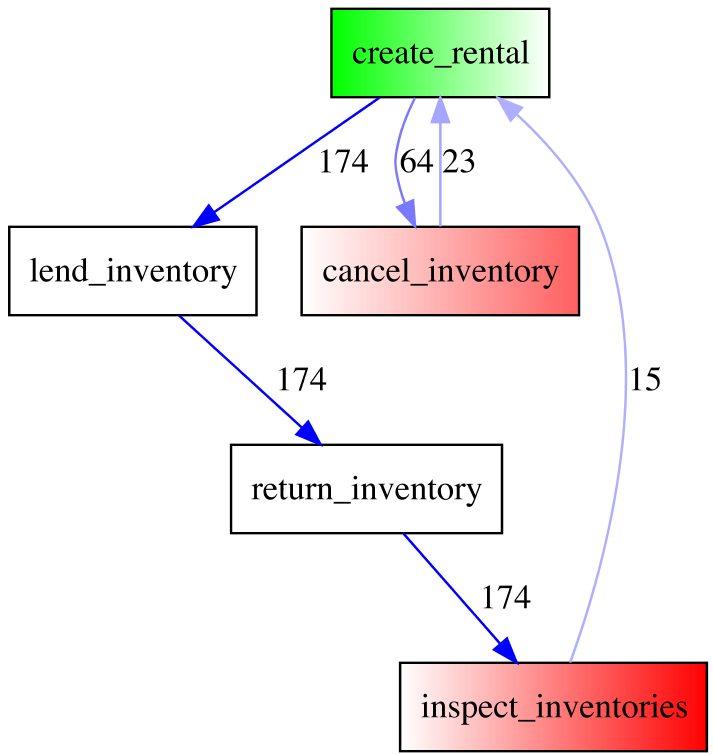 create_rental
174
64
23
lend_inventory
cancel_inventory
174
15
return_inventory
174
inspect_inventories